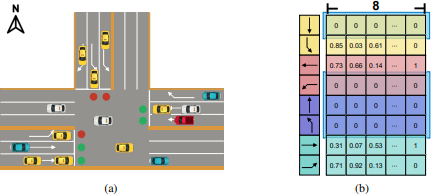 N
8
0 0 0 ... 0
0.85 0.03 0.61 ... 0
0.73 0.66 0.14 ... 1
0 0 0 ... 0
0 0 0 ... 0
0 0 0 ... 0
0.31 0.07 0.53 ... 1
0.71 0.92 0.13 ... 0
(a) (b)